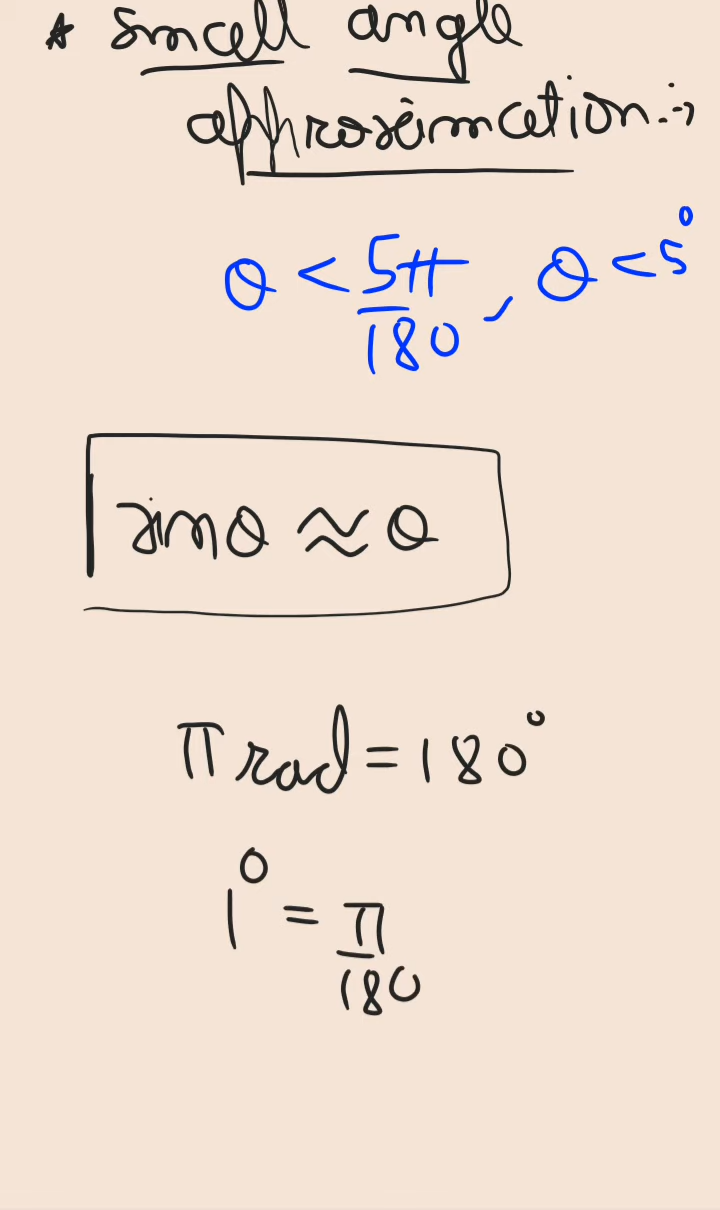 * small angle
approximation :→
θ < 5π/180, θ < 5°
sinθ ≈ θ
π rad = 180°
1° = π/180